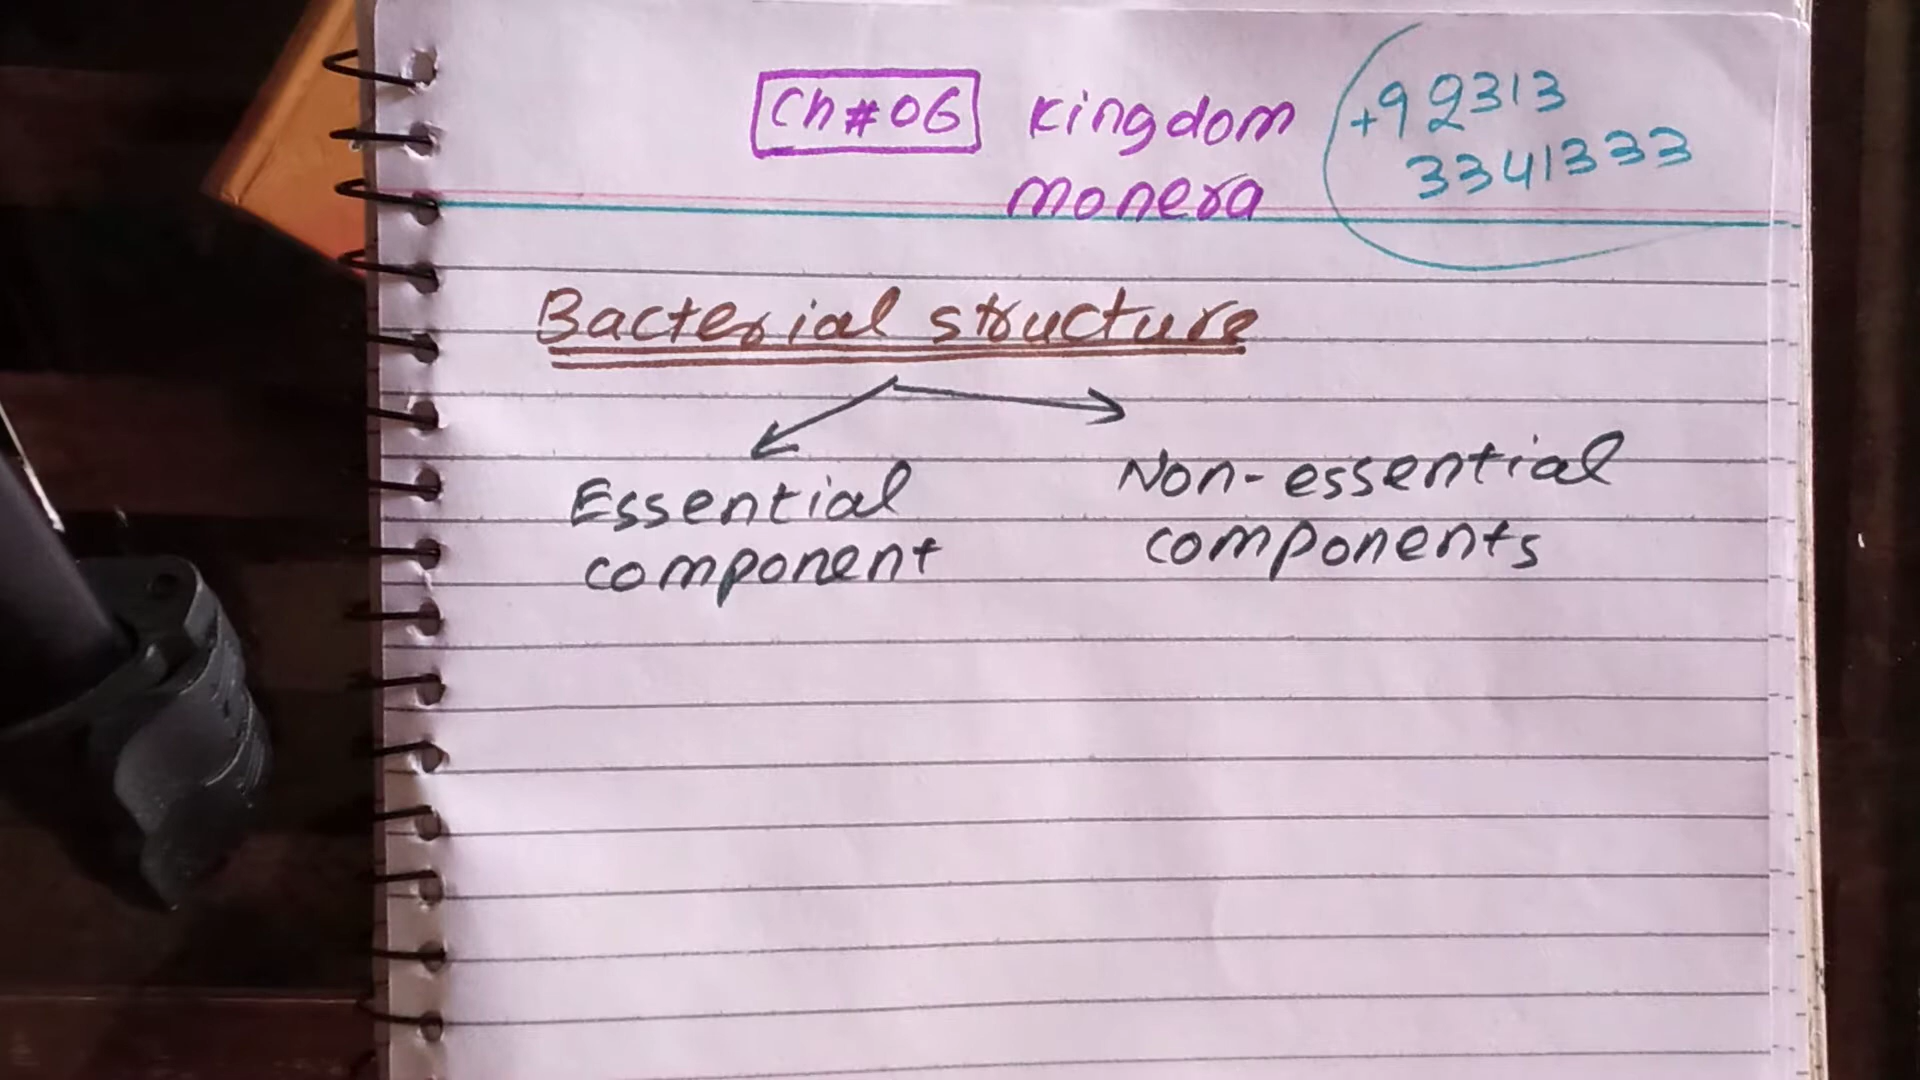 Ch # 06 Kingdom
monera
+92313
3341333
Bacterial structure
Essential
component
Non-essential
components